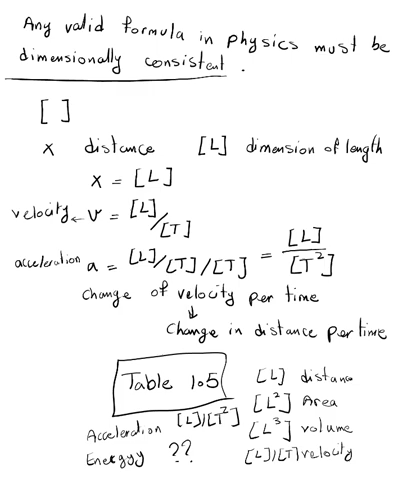 Any valid formula in physics must be
dimensionally consistent.
[ ]
x distance [L] dimension of length
x = [L]
velocity ← v = [L]/[T]
acceleration a = [L]/[T]/[T] = [L]/[T²]
change of velocity per time
↓
change in distance per time
Table 1.5
[L] distance
[L²] Area
Acceleration [L]/[T²]
[L³] volume
Energgy ??
[L]/[T] velocity